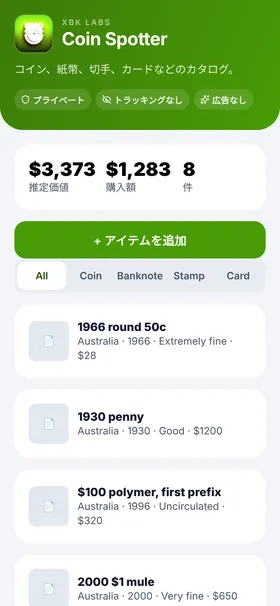 XBK LABS
Coin Spotter
コイン、紙幣、切手、カードなどのカタログ。
プライベート
トラッキングなし
広告なし
$3,373 $1,283 8
推定価値 購入額 件
+ アイテムを追加
All Coin Banknote Stamp Card
1966 round 50c
Australia · 1966 · Extremely fine ·
$28
1930 penny
Australia · 1930 · Good · $1200
$100 polymer, first prefix
Australia · 1996 · Uncirculated ·
$320
2000 $1 mule
Australia · 2000 · Very fine · $650